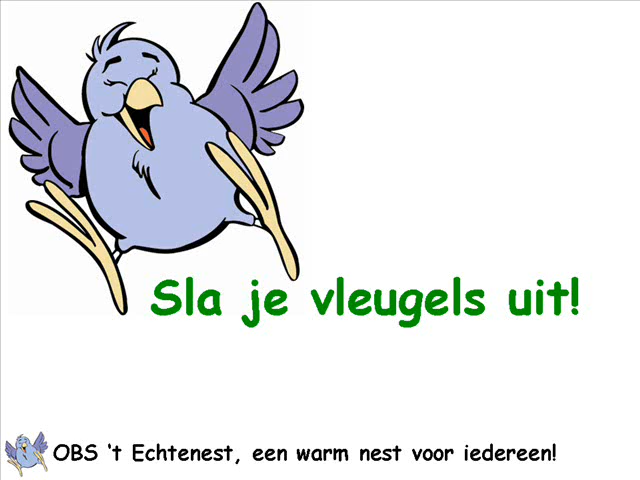 Sla je vleugels uit!
OBS ‘t Echtenest, een warm nest voor iedereen!